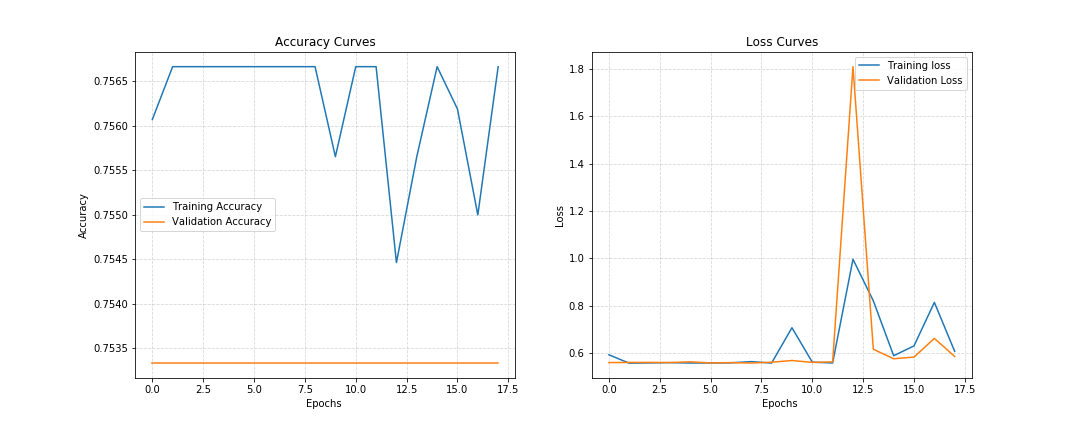 Accuracy Curves
0.7565
0.7560
0.7555
0.7550
0.7545
0.7540
0.7535
Accuracy
Training Accuracy
Validation Accuracy
0.0 2.5 5.0 7.5 10.0 12.5 15.0 17.5
Epochs
Loss Curves
1.8
1.6
1.4
1.2
1.0
0.8
0.6
Loss
Training loss
Validation Loss
0.0 2.5 5.0 7.5 10.0 12.5 15.0 17.5
Epochs